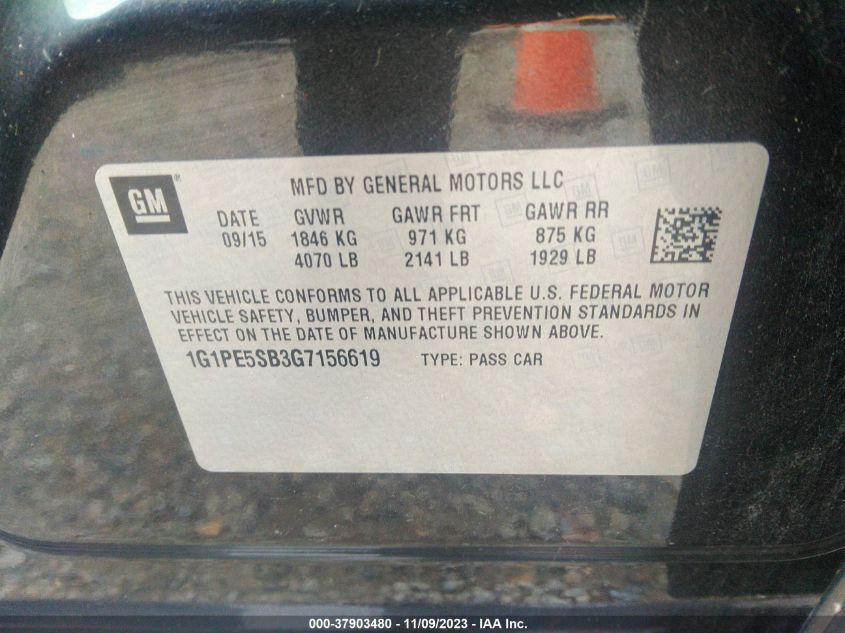 GM ®
MFD BY GENERAL MOTORS LLC
DATE GVWR GAWR FRT GAWR RR
09/15 1846 KG 971 KG 875 KG
4070 LB 2141 LB 1929 LB
THIS VEHICLE CONFORMS TO ALL APPLICABLE U.S. FEDERAL MOTOR
VEHICLE SAFETY, BUMPER, AND THEFT PREVENTION STANDARDS IN
EFFECT ON THE DATE OF MANUFACTURE SHOWN ABOVE.
1G1PE5SB3G7156619 TYPE: PASS CAR
000-37903480 - 11/09/2023 - IAA Inc.